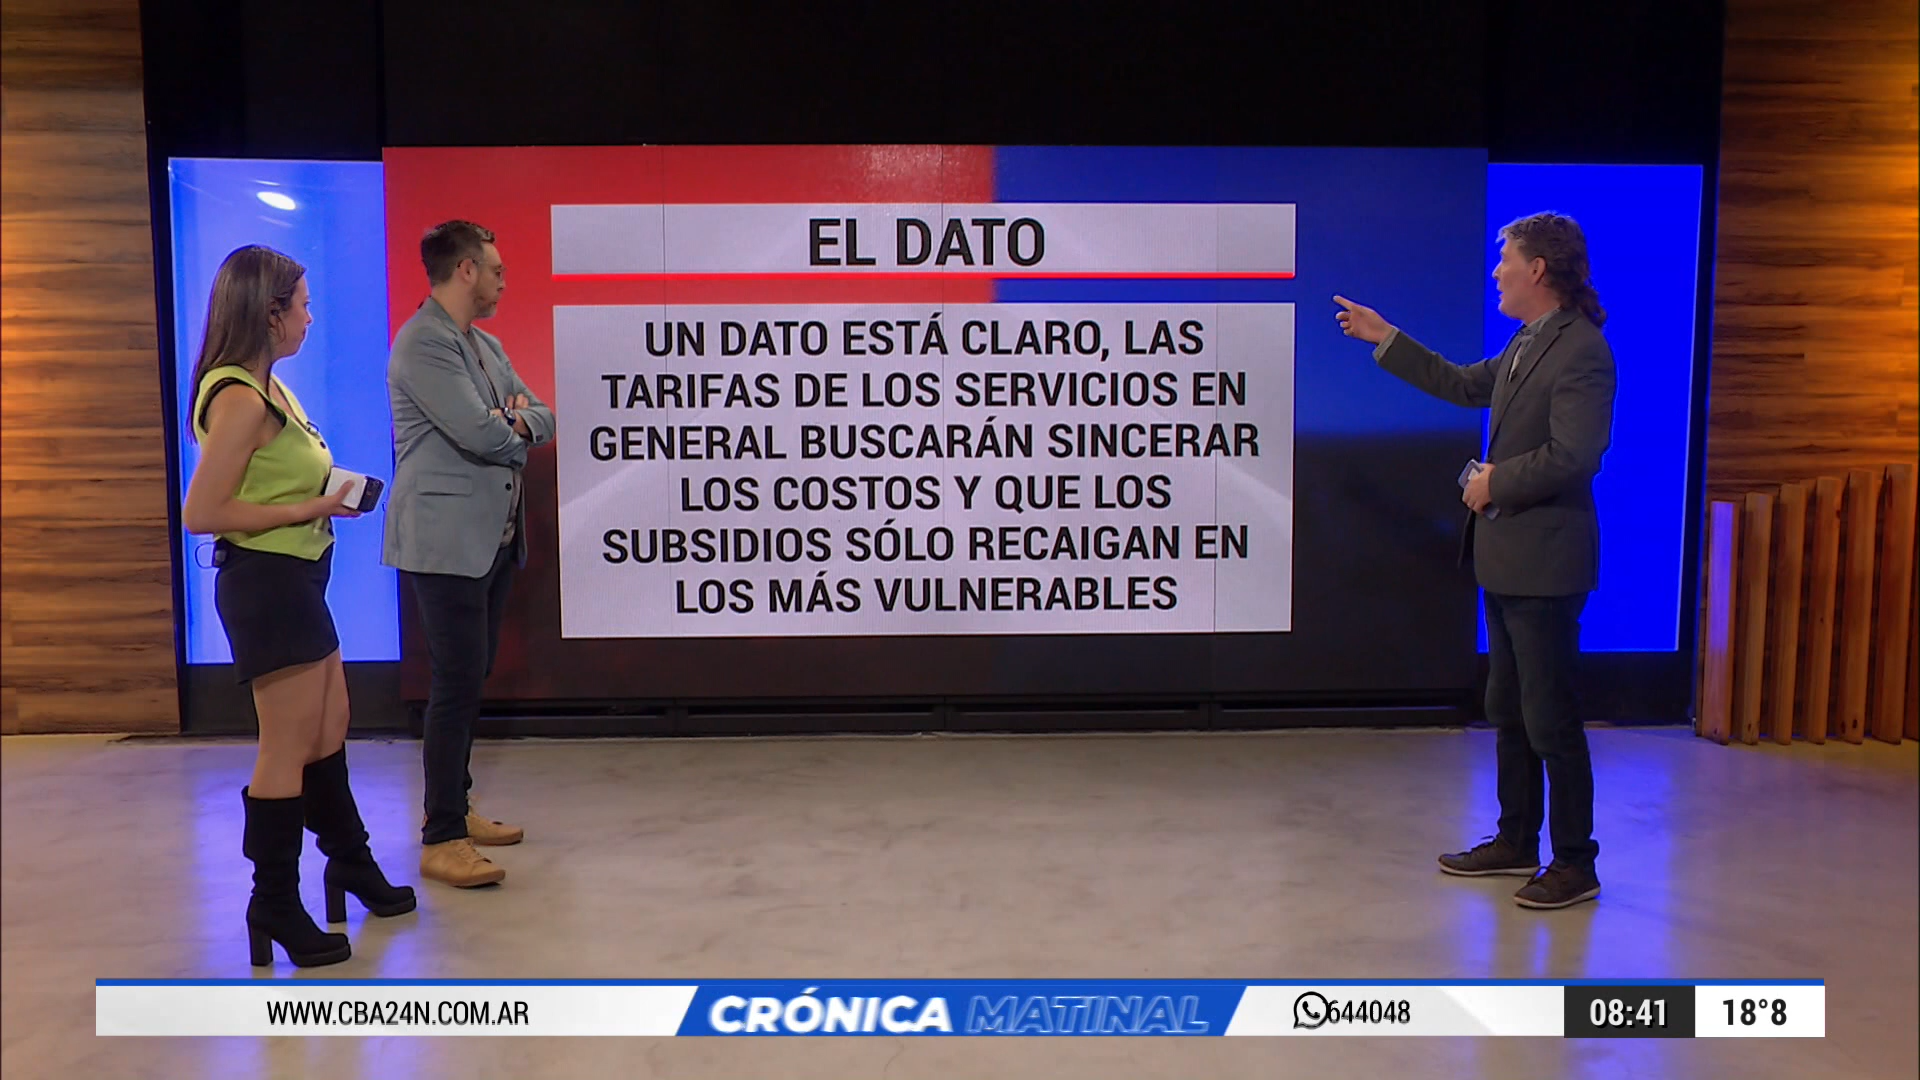 EL DATO
UN DATO ESTÁ CLARO, LAS
TARIFAS DE LOS SERVICIOS EN
GENERAL BUSCARÁN SINCERAR
LOS COSTOS Y QUE LOS
SUBSIDIOS SÓLO RECAIGAN EN
LOS MÁS VULNERABLES
WWW.CBA24N.COM.AR
CRÓNICA MATINAL
644048
08:41
18°8